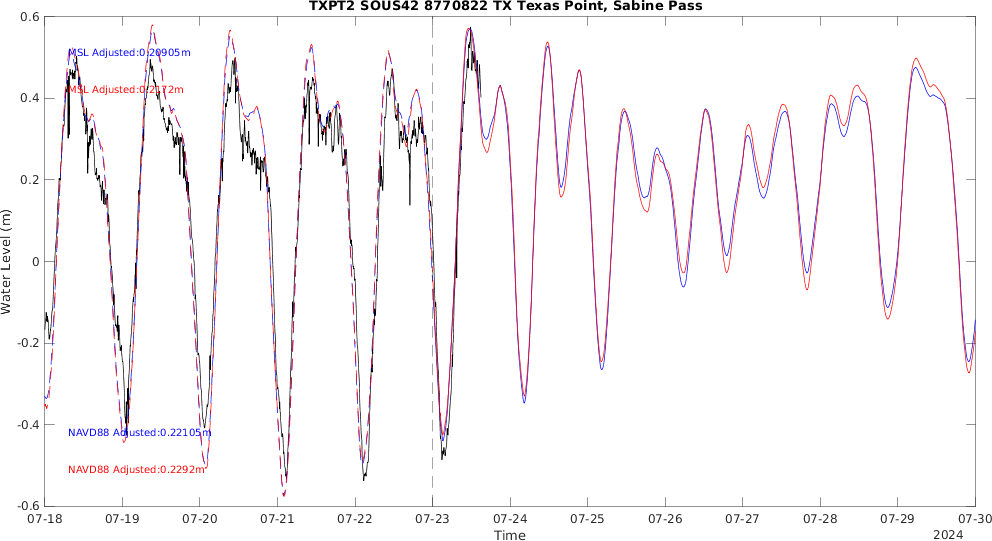 TXPT2 SOUS42 8770822 TX Texas Point, Sabine Pass
0.6
MSL Adjusted:0.20905m
0.4
MSL Adjusted:0.2172m
0.2
Water Level (m)
0
-0.2
-0.4
NAVD88 Adjusted:0.22105m
NAVD88 Adjusted:0.2292m
-0.6
07-18 07-19 07-20 07-21 07-22 07-23 07-24 07-25 07-26 07-27 07-28 07-29 07-30
Time
2024